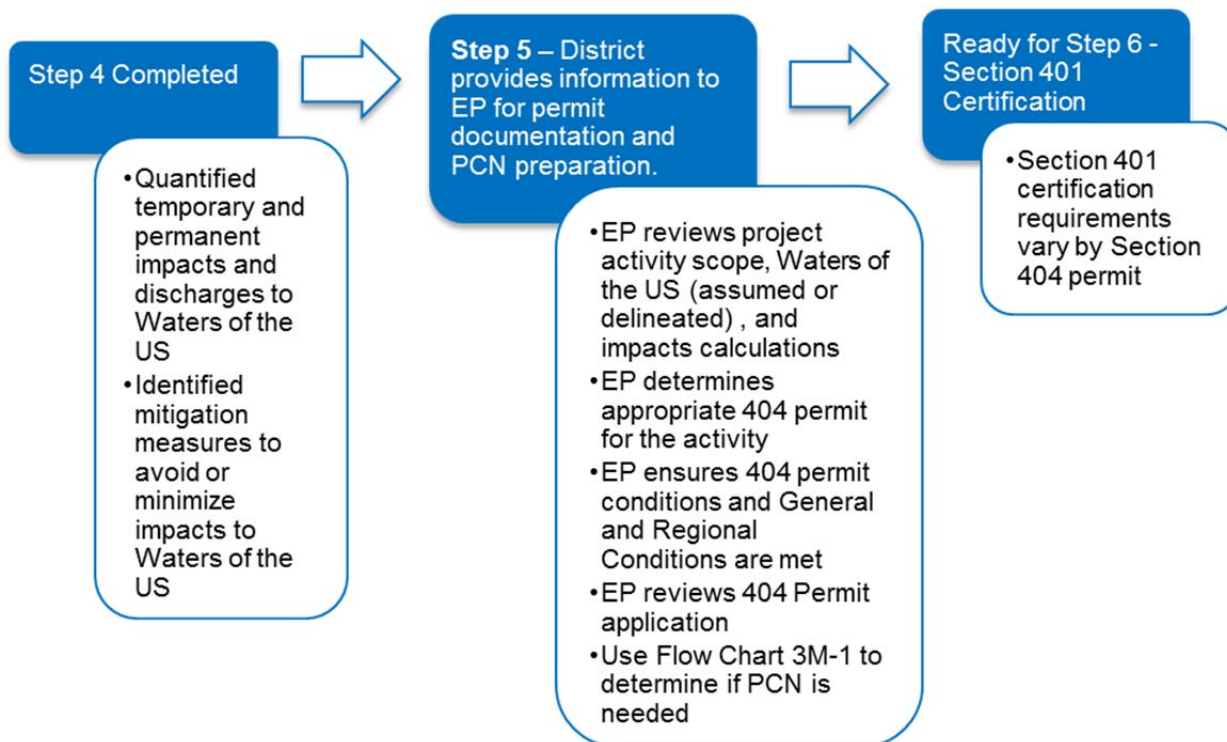 Step 4 Completed
•Quantified
temporary and
permanent
impacts and
discharges to
Waters of the
US
•Identified
mitigation
measures to
avoid or
minimize
impacts to
Waters of the
US
Step 5 – District
provides information to
EP for permit
documentation and
PCN preparation.
•EP reviews project
activity scope, Waters of
the US (assumed or
delineated) , and
impacts calculations
•EP determines
appropriate 404 permit
for the activity
•EP ensures 404 permit
conditions and General
and Regional
Conditions are met
•EP reviews 404 Permit
application
•Use Flow Chart 3M-1 to
determine if PCN is
needed
Ready for Step 6 -
Section 401
Certification
•Section 401
certification
requirements
vary by Section
404 permit